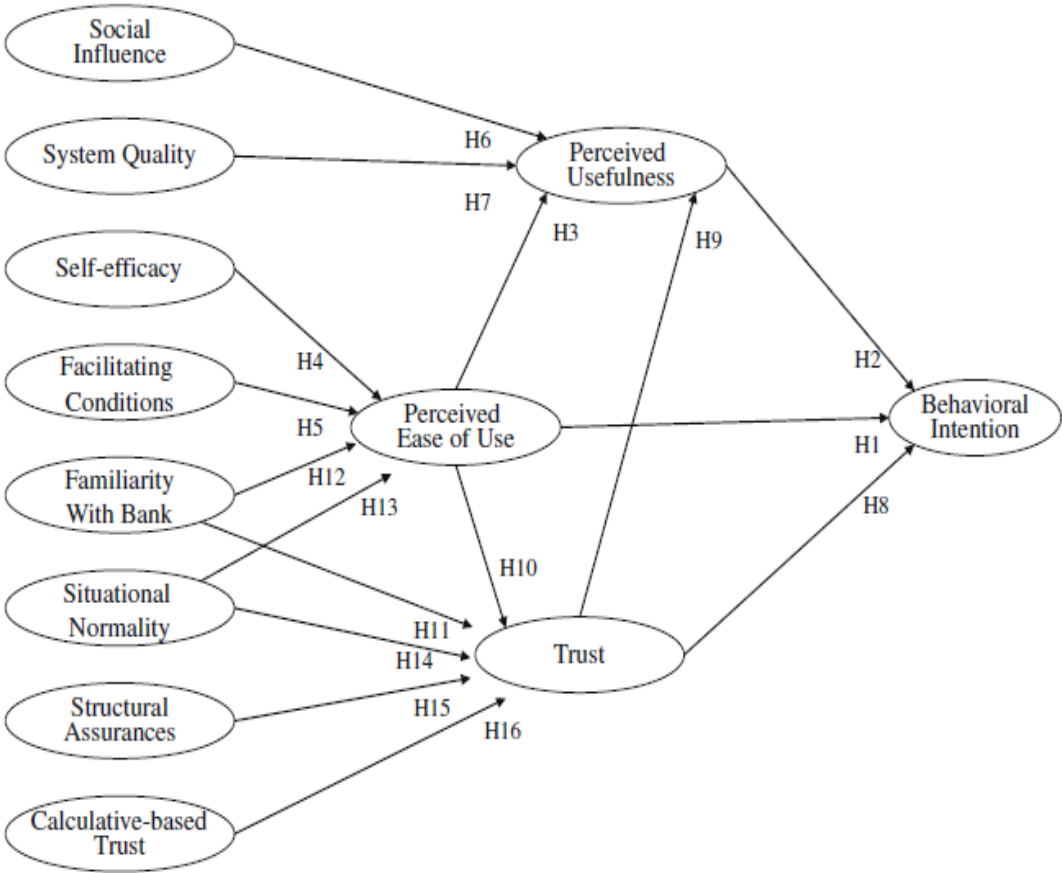 Social
Influence
H6
System Quality
Perceived
Usefulness
H7
H3
H9
Self-efficacy
H4
H2
Facilitating
Conditions
Perceived
Ease of Use
Behavioral
Intention
H5
H1
Familiarity
With Bank
H12
H13
H8
H10
Situational
Normality
H11
H14
Trust
Structural
Assurances
H15
H16
Calculative-based
Trust